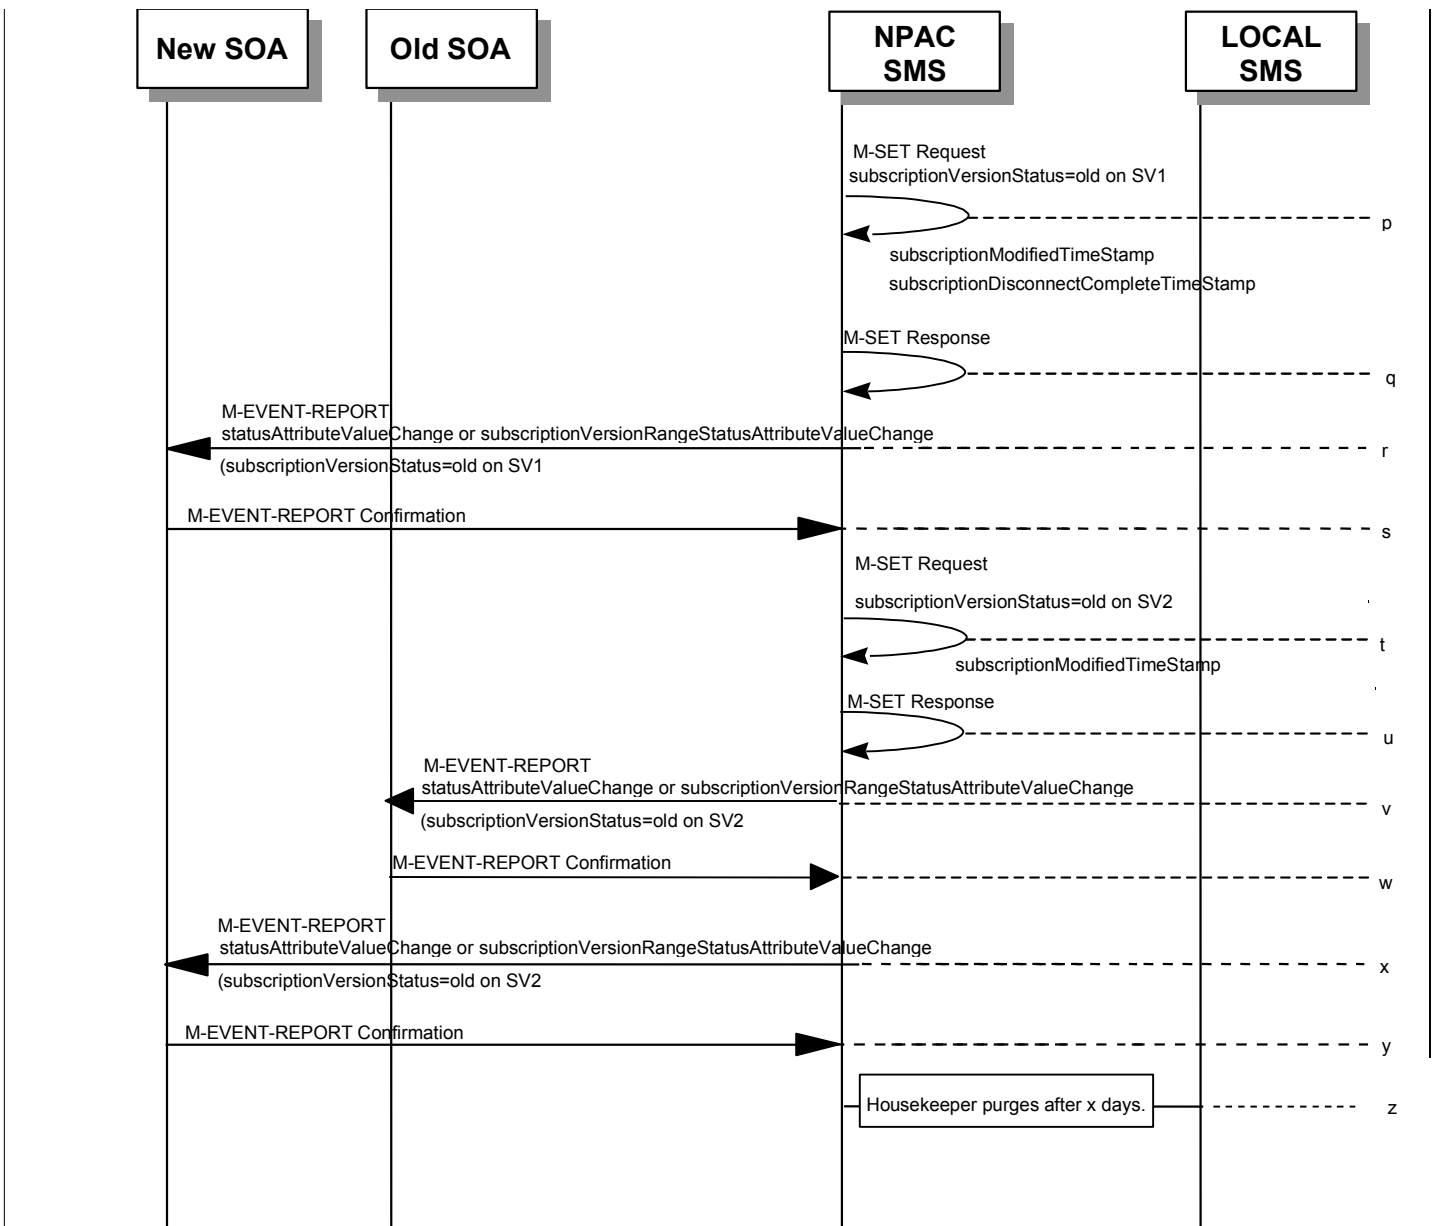 New SOA
Old SOA
NPAC
SMS
LOCAL
SMS
M-SET Request
subscriptionVersionStatus=old on SV1
p
subscriptionModifiedTimeStamp
subscriptionDisconnectCompleteTimeStamp
M-SET Response
q
M-EVENT-REPORT
statusAttributeValueChange or subscriptionVersionRangeStatusAttributeValueChange
r
(subscriptionVersionStatus=old on SV1
M-EVENT-REPORT Confirmation
s
M-SET Request
subscriptionVersionStatus=old on SV2
t
subscriptionModifiedTimeStamp
M-SET Response
u
M-EVENT-REPORT
statusAttributeValueChange or subscriptionVersionRangeStatusAttributeValueChange
v
(subscriptionVersionStatus=old on SV2
M-EVENT-REPORT Confirmation
w
M-EVENT-REPORT
statusAttributeValueChange or subscriptionVersionRangeStatusAttributeValueChange
x
(subscriptionVersionStatus=old on SV2
M-EVENT-REPORT Confirmation
y
Housekeeper purges after x days.
z